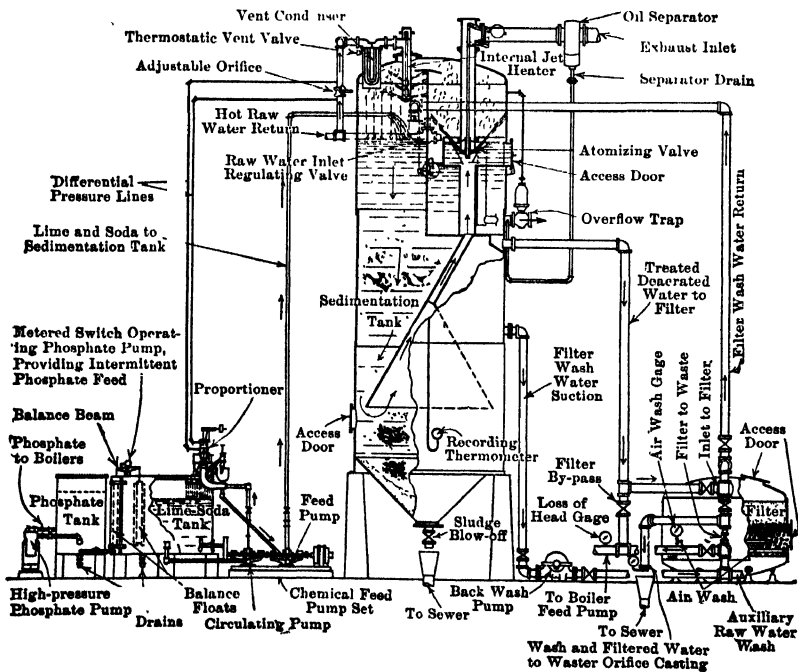 Vent Cond nser
Thermostatic Vent Valve
Adjustable Orifice
Hot Raw
Water Return
Raw Water Inlet
Regulating Valve
Differential
Pressure Lines
Lime and Soda to
Sedimentation Tank
Oil Separator
Exhaust Inlet
Internal Jet
Heater
Separator Drain
Atomizing Valve
Access Door
Overflow Trap
Treated
Deaerated
Water to
Filter
Filter Wash Water Return
Sedimentation
Tank
Filter
Wash
Water
Suction
Metered Switch Operat-
ing Phosphate Pump,
Providing Intermittent
Phosphate Feed
Proportioner
Balance Beam
Phosphate
to Boilers
Access
Door
Recording
Thermometer
Air Wash Gage
Filter to Waste
Inlet to Filter
Access
Door
Filter
By-pass
Loss of
Head Gage
Filter
Phosphate
Tank
Lime-Soda
Tank
Feed
Pump
Sludge
Blow-off
High-pressure
Phosphate Pump
Drains
Balance
Floats
Circulating Pump
Chemical Feed
Pump Set
To Sewer
Back Wash
Pump
To Boiler
Feed Pump
Air Wash
To Sewer
Auxiliary
Raw Water
Wash
Wash and Filtered Water
to Waster Orifice Casting